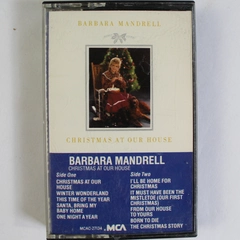 BARBARA MANDRELL
CHRISTMAS AT OUR HOUSE
BARBARA MANDRELL
CHRISTMAS AT OUR HOUSE
Side One
CHRISTMAS AT OUR
HOUSE
WINTER WONDERLAND
THIS TIME OF THE YEAR
SANTA, BRING MY
BABY HOME
ONE NIGHT A YEAR
Side Two
I'LL BE HOME FOR
CHRISTMAS
IT MUST HAVE BEEN THE
MISTLETOE (OUR FIRST
CHRISTMAS)
FROM OUR HOUSE
TO YOURS
BORN TO DIE
THE CHRISTMAS STORY
MCA